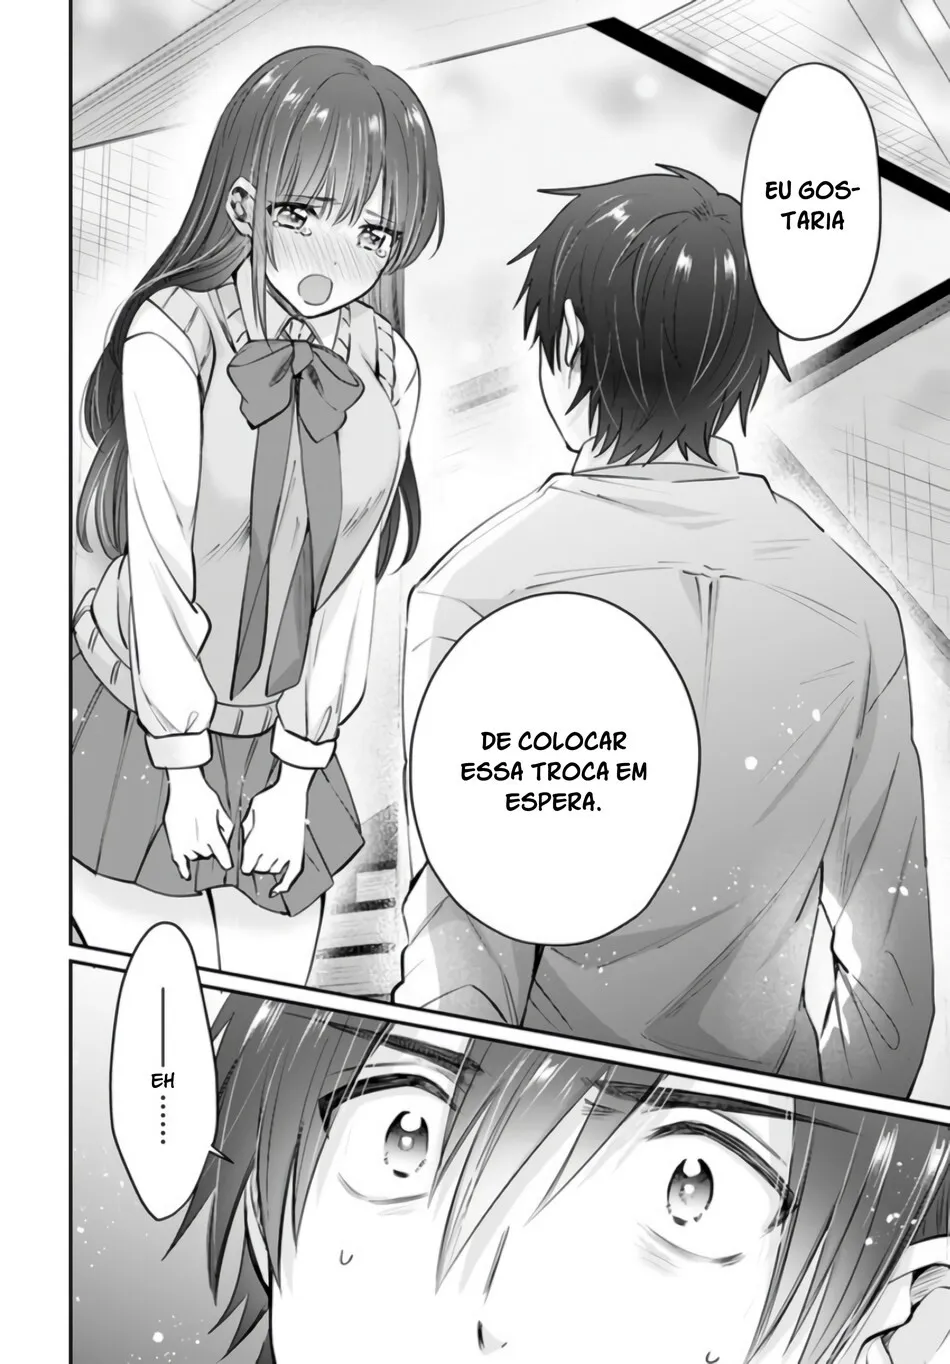 EU GOS-
TARIA
DE COLOCAR
ESSA TROCA EM
ESPERA.
EH